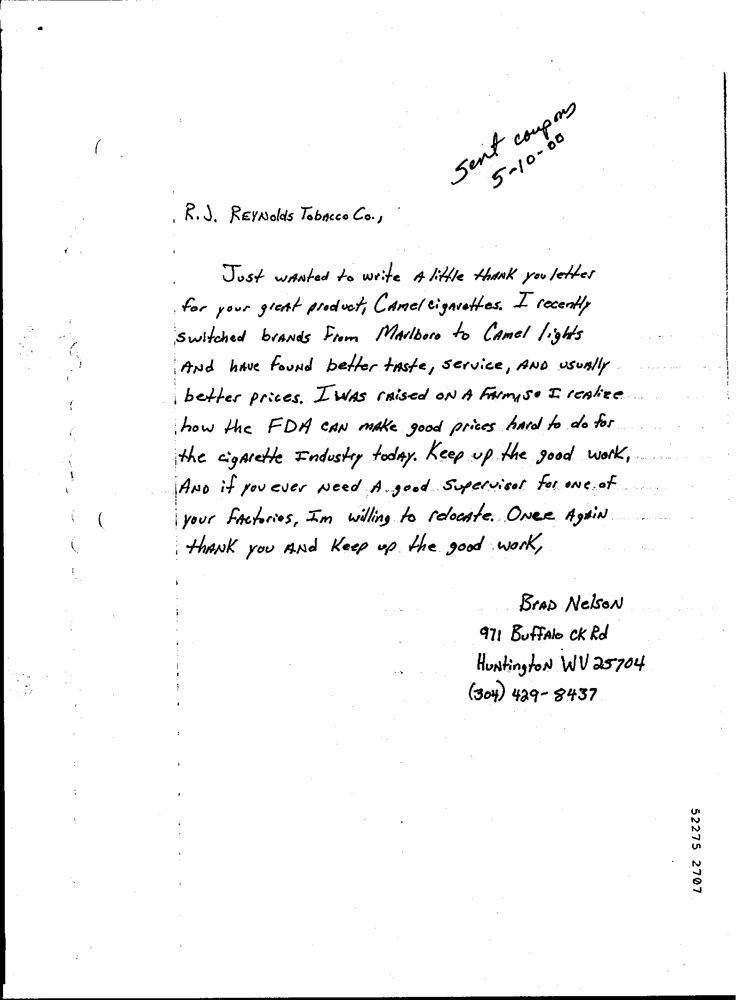 Sent coupons
5-10-00
R.J. Reynolds Tobacco Co.,
Just wanted to write a little thank you letter
for your great product, Camel cigarettes. I recently
switched brands From Marlboro to Camel lights
And have found better taste, service, AND usually
better prices. I was raised on A Farm, so I realize
how the FDA can make good prices hard to do for
the cigarette Industry today. Keep up the good work,
AND if you ever need A good Supervisor for one of
your factories, Im willing to relocate. Once Again
thank you And Keep up the good work,
Brad Nelson
971 Buffalo Ck Rd
Huntington WV 25704
(304) 429-8437
52275 2707